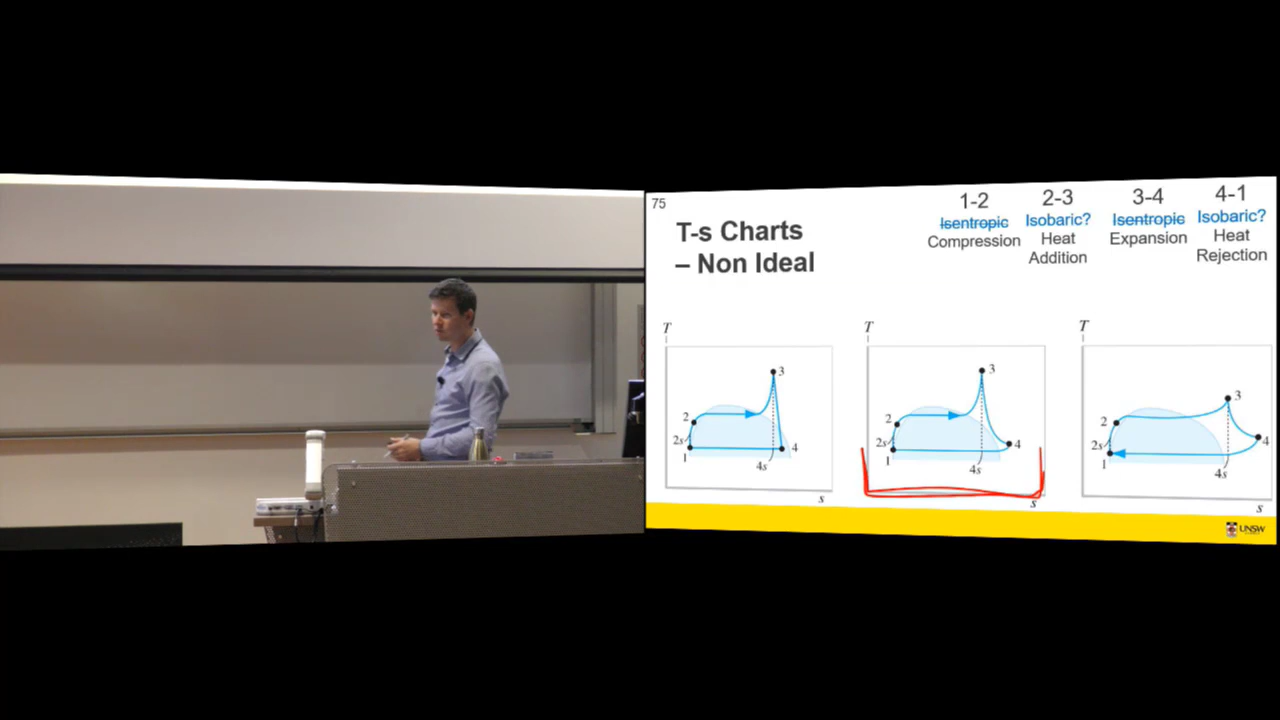 75
T-s Charts
– Non Ideal
1-2
Isentropic
Compression
2-3
Isobaric?
Heat
Addition
3-4
Isentropic
Expansion
4-1
Isobaric?
Heat
Rejection
T
3
2
2s
1
4
4s
s
T
3
2
2s
1
4
4s
s
T
3
2
2s
1
4
4s
s
UNSW